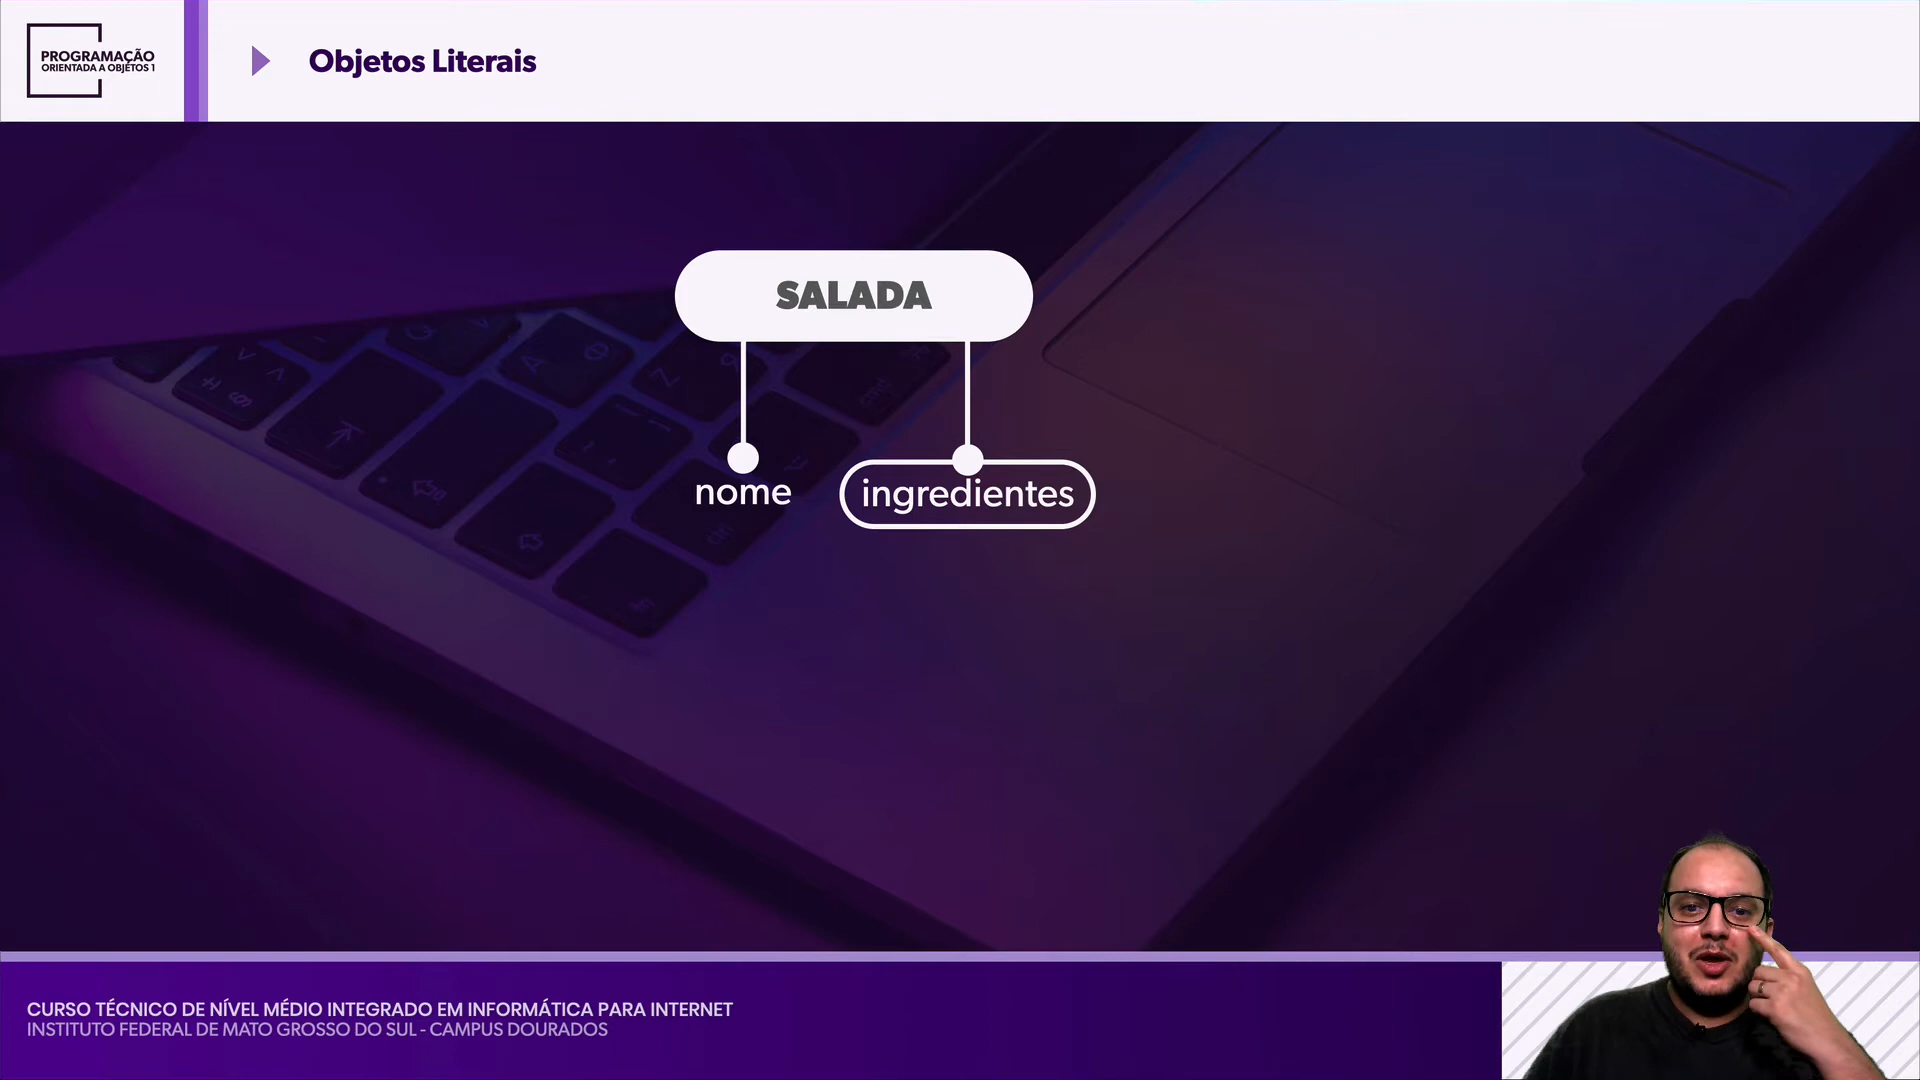 PROGRAMAÇÃO
ORIENTADA A OBJETOS 1
Objetos Literais
SALADA
nome
ingredientes
CURSO TÉCNICO DE NÍVEL MÉDIO INTEGRADO EM INFORMÁTICA PARA INTERNET
INSTITUTO FEDERAL DE MATO GROSSO DO SUL - CAMPUS DOURADOS